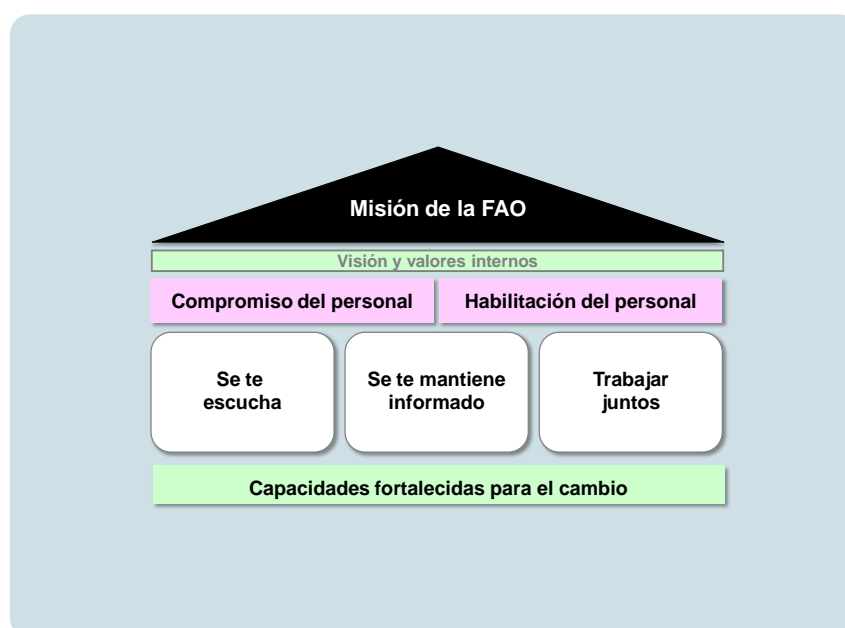 Misión de la FAO
Visión y valores internos
Compromiso del personal
Habilitación del personal
Se te
escucha
Se te mantiene
informado
Trabajar
juntos
Capacidades fortalecidas para el cambio